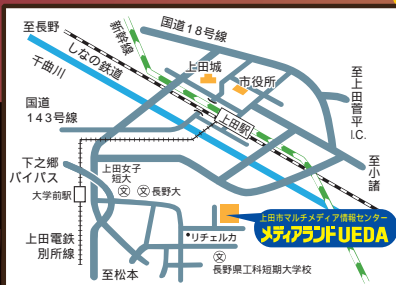 至長野
新幹線
国道18号線
しなの鉄道
千曲川
上田城
市役所
至上田菅平I.C.
国道
143号線
上田駅
至小諸
下之郷
バイパス
上田女子
短大
文
文
長野大
大学前駅
上田市マルチメディア情報センター
メディアランドUEDA
上田電鉄
別所線
•リチェルカ
文
長野県工科短期大学校
至松本